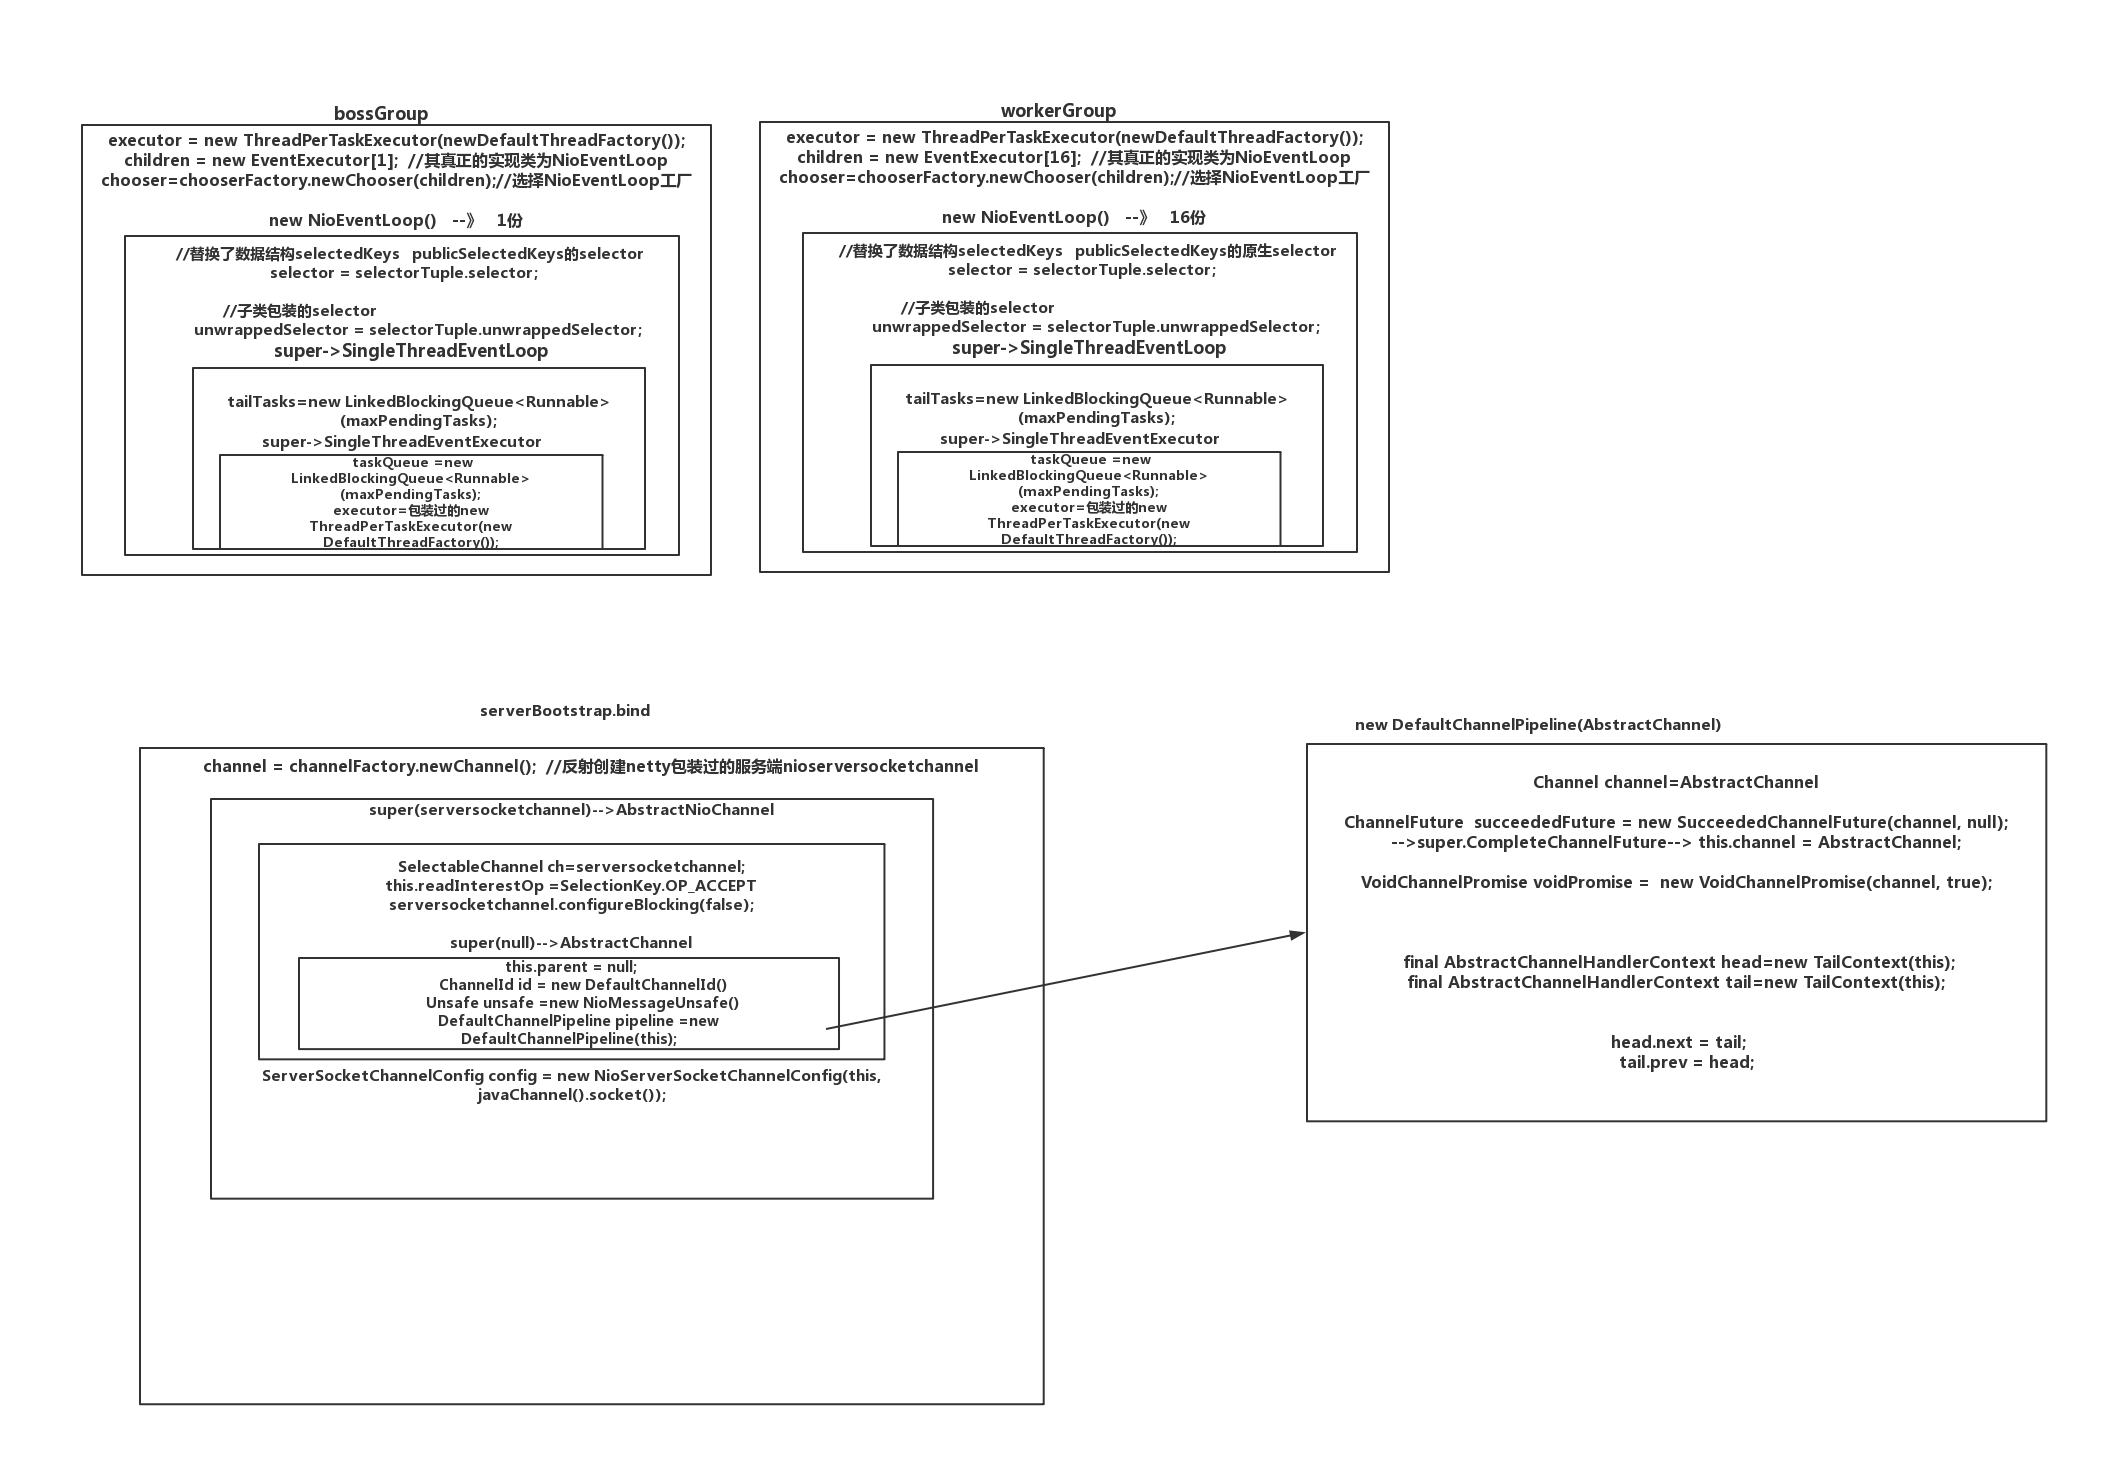 bossGroup
executor = new ThreadPerTaskExecutor(newDefaultThreadFactory());
children = new EventExecutor[1];  //其真正的实现类为NioEventLoop
chooser=chooserFactory.newChooser(children);//选择NioEventLoop工厂
new NioEventLoop()   --》   1份
//替换了数据结构selectedKeys   publicSelectedKeys的selector
selector = selectorTuple.selector;
//子类包装的selector
unwrappedSelector = selectorTuple.unwrappedSelector;
super->SingleThreadEventLoop
tailTasks=new LinkedBlockingQueue<Runnable>
(maxPendingTasks);
super->SingleThreadEventExecutor
taskQueue =new
LinkedBlockingQueue<Runnable>
(maxPendingTasks);
executor=包装过的new
ThreadPerTaskExecutor(new
DefaultThreadFactory());
workerGroup
executor = new ThreadPerTaskExecutor(newDefaultThreadFactory());
children = new EventExecutor[16];  //其真正的实现类为NioEventLoop
chooser=chooserFactory.newChooser(children);//选择NioEventLoop工厂
new NioEventLoop()   --》   16份
//替换了数据结构selectedKeys   publicSelectedKeys的原生selector
selector = selectorTuple.selector;
//子类包装的selector
unwrappedSelector = selectorTuple.unwrappedSelector;
super->SingleThreadEventLoop
tailTasks=new LinkedBlockingQueue<Runnable>
(maxPendingTasks);
super->SingleThreadEventExecutor
taskQueue =new
LinkedBlockingQueue<Runnable>
(maxPendingTasks);
executor=包装过的new
ThreadPerTaskExecutor(new
DefaultThreadFactory());
serverBootstrap.bind
channel = channelFactory.newChannel();  //反射创建netty包装过的服务端nioserversocketchannel
super(serversocketchannel)-->AbstractNioChannel
SelectableChannel ch=serversocketchannel;
this.readInterestOp =SelectionKey.OP_ACCEPT
serversocketchannel.configureBlocking(false);
super(null)-->AbstractChannel
this.parent = null;
ChannelId id = new DefaultChannelId()
Unsafe unsafe =new NioMessageUnsafe()
DefaultChannelPipeline pipeline =new
DefaultChannelPipeline(this);
ServerSocketChannelConfig config = new NioServerSocketChannelConfig(this,
javaChannel().socket());
new DefaultChannelPipeline(AbstractChannel)
Channel channel=AbstractChannel
ChannelFuture  succeededFuture = new SucceededChannelFuture(channel, null);
-->super.CompleteChannelFuture--> this.channel = AbstractChannel;
VoidChannelPromise voidPromise =  new VoidChannelPromise(channel, true);
final AbstractChannelHandlerContext head=new TailContext(this);
final AbstractChannelHandlerContext tail=new TailContext(this);
head.next = tail;
tail.prev = head;